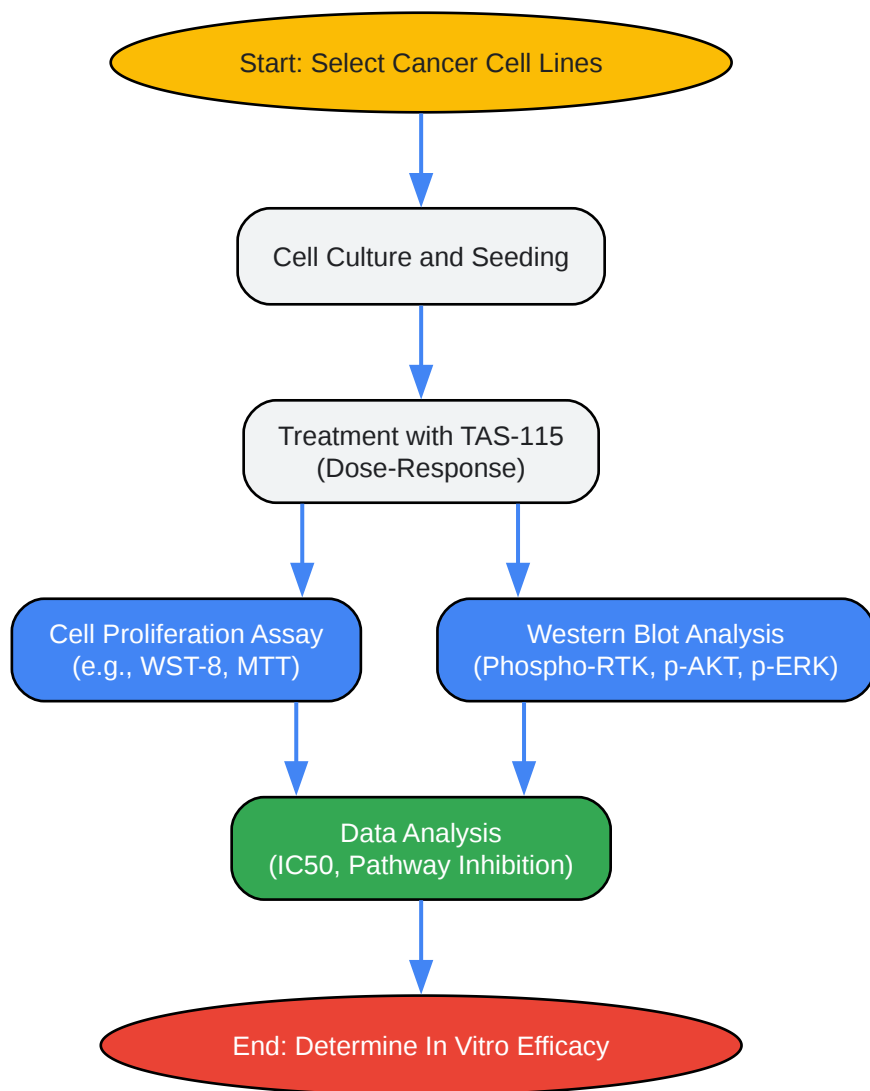 Start: Select Cancer Cell Lines
Cell Culture and Seeding
Treatment with TAS-115
(Dose-Response)
Cell Proliferation Assay
(e.g., WST-8, MTT)
Western Blot Analysis
(Phospho-RTK, p-AKT, p-ERK)
Data Analysis
(IC50, Pathway Inhibition)
End: Determine In Vitro Efficacy